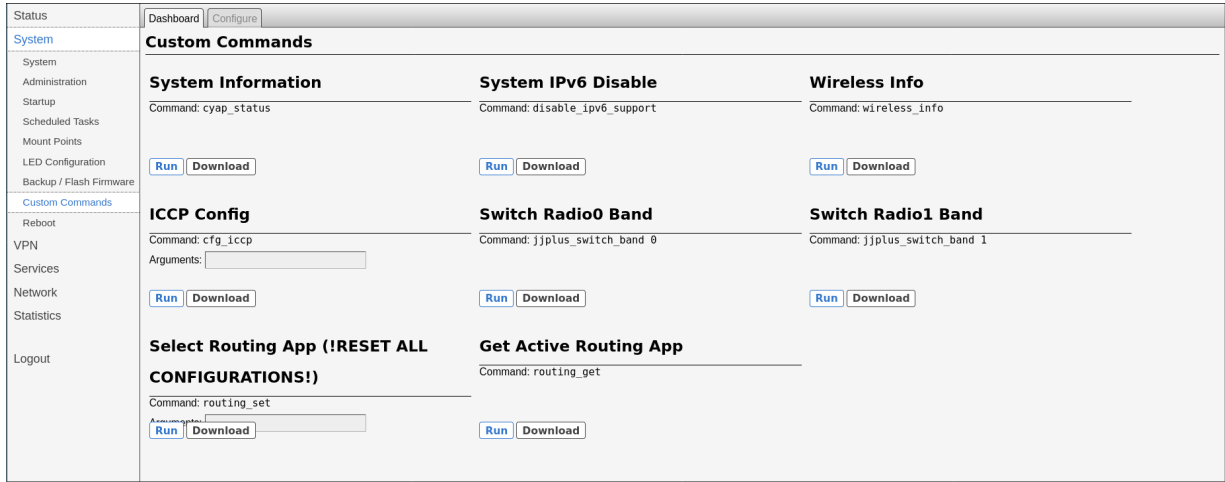 Status
System
System
Administration
Startup
Scheduled Tasks
Mount Points
LED Configuration
Backup / Flash Firmware
Custom Commands
Reboot
VPN
Services
Network
Statistics
Logout
Dashboard Configure
Custom Commands
System Information
Command: cyap_status
Run Download
System IPv6 Disable
Command: disable_ipv6_support
Run Download
Wireless Info
Command: wireless_info
Run Download
ICCP Config
Command: cfg_iccp
Arguments:
Run Download
Switch Radio0 Band
Command: jjplus_switch_band 0
Run Download
Switch Radio1 Band
Command: jjplus_switch_band 1
Run Download
Select Routing App (!RESET ALL
CONFIGURATIONS!)
Command: routing_set
Arguments:
Run Download
Get Active Routing App
Command: routing_get
Run Download